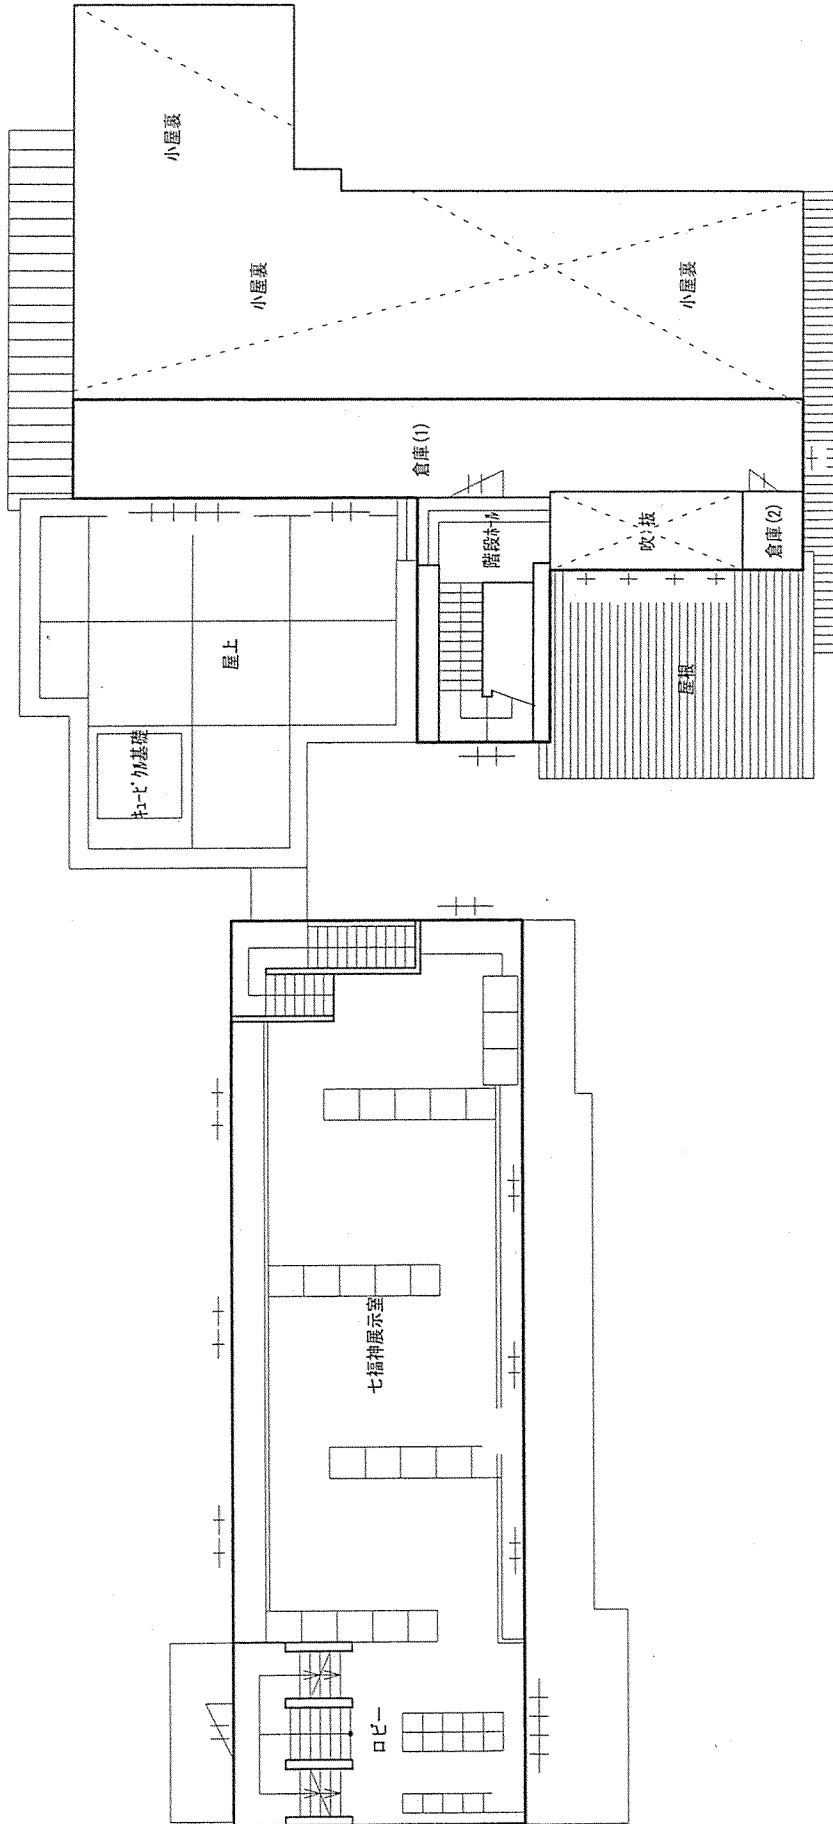 小屋裏
小屋裏
小屋裏
倉庫(1)
階段ホール
吹抜
倉庫(2)
屋上
屋根
キュービクル基礎
七福神展示室
ロビー